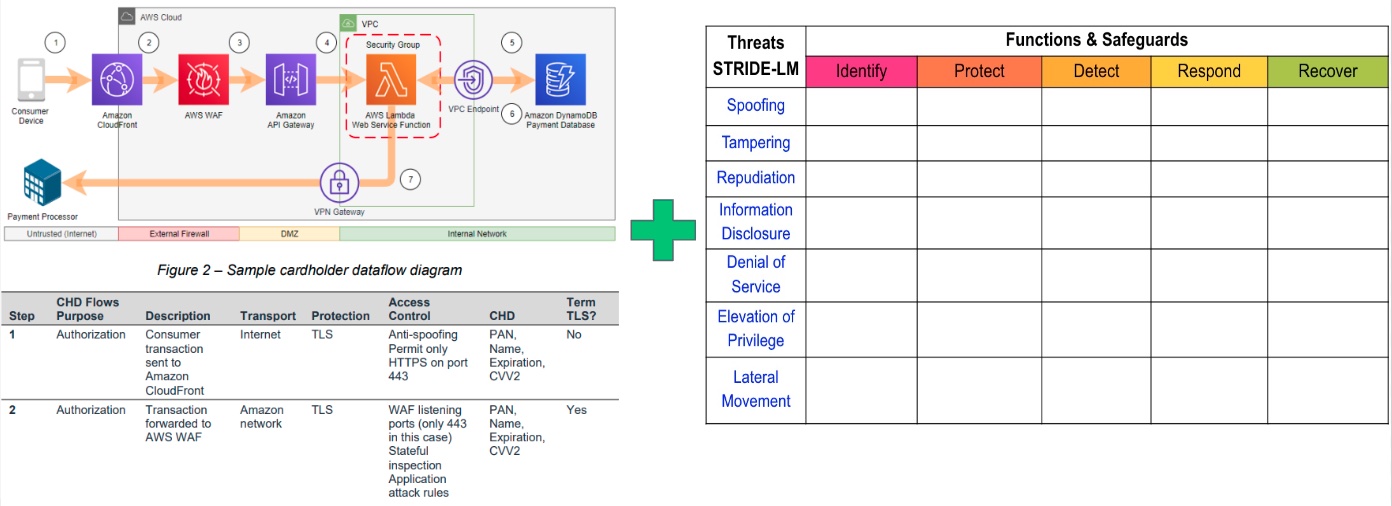 AWS Cloud
VPC
1
2
3
4
Security Group
5
Consumer
Device
Amazon
CloudFront
AWS WAF
Amazon
API Gateway
AWS Lambda
Web Service Function
VPC Endpoint
6
Amazon DynamoDB
Payment Database
7
Payment Processor
VPN Gateway
Untrusted (Internet)
External Firewall
DMZ
Internal Network
Figure 2 – Sample cardholder dataflow diagram
Step
CHD Flows
Purpose
Description
Transport
Protection
Access
Control
CHD
Term
TLS?
1
Authorization
Consumer
transaction
sent to
Amazon
CloudFront
Internet
TLS
Anti-spoofing
Permit only
HTTPS on port
443
PAN,
Name,
Expiration,
CVV2
No
2
Authorization
Transaction
forwarded to
AWS WAF
Amazon
network
TLS
WAF listening
ports (only 443
in this case)
Stateful
inspection
Application
attack rules
PAN,
Name,
Expiration,
CVV2
Yes
Threats
STRIDE-LM
Functions & Safeguards
Identify
Protect
Detect
Respond
Recover
Spoofing
Tampering
Repudiation
Information
Disclosure
Denial of
Service
Elevation of
Privilege
Lateral
Movement